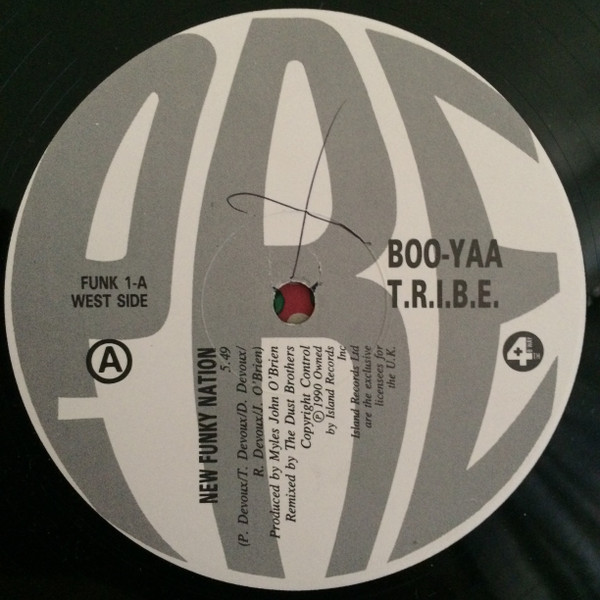 BOO-YAA
T.R.I.B.E.
FUNK 1-A
WEST SIDE
A
NEW FUNKY NATION
5.49
(P. Devoux/T. Devoux/D. Devoux/
R. Devoux/J. O'Brien)
Produced by Myles John O'Brien
Remixed by The Dust Brothers
Copyright Control
℗ 1990 Owned
by Island Records
Inc
Island Records Ltd
are the exclusive
licensees for
the U.K.
4